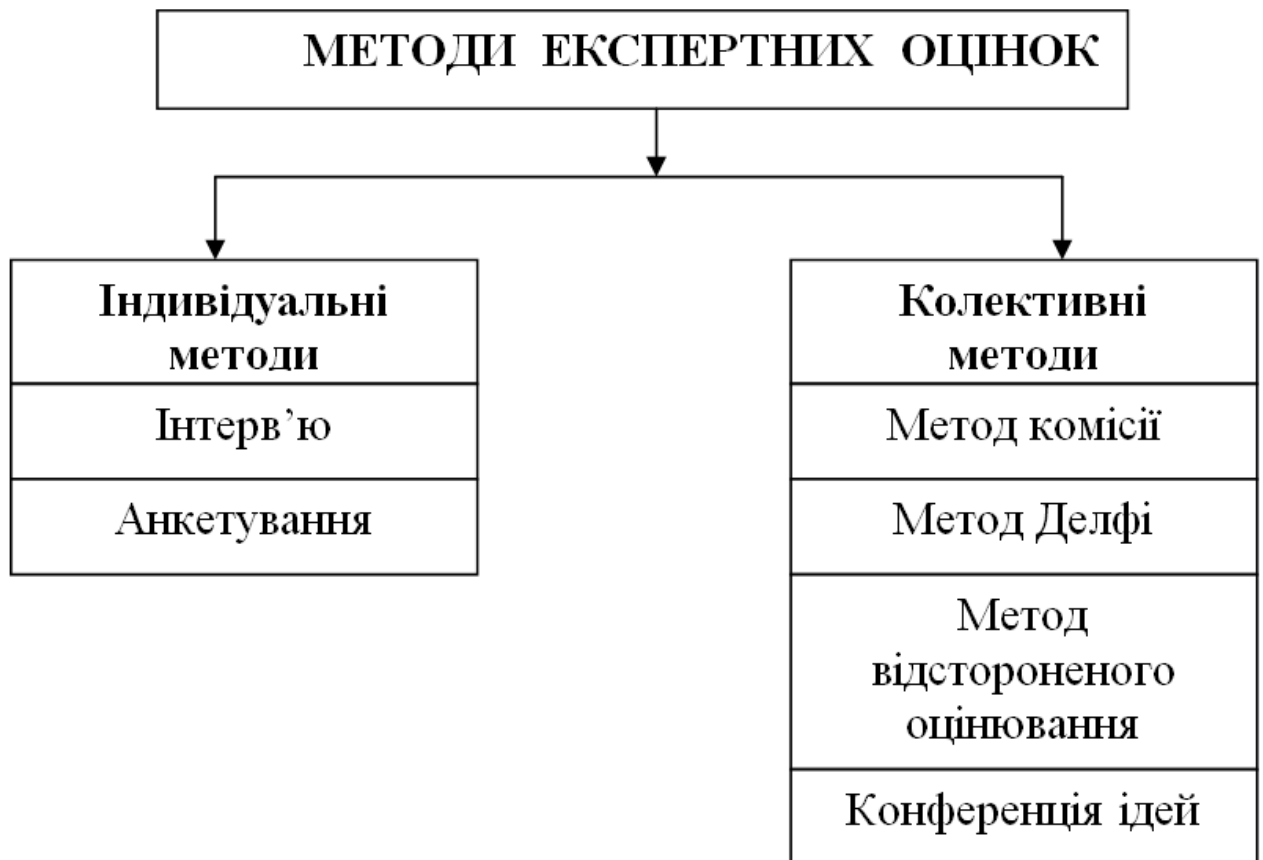 МЕТОДИ ЕКСПЕРТНИХ ОЦІНОК
Індивідуальні
методи
Інтерв’ю
Анкетування
Колективні
методи
Метод комісії
Метод Делфі
Метод
відстороненого
оцінювання
Конференція ідей